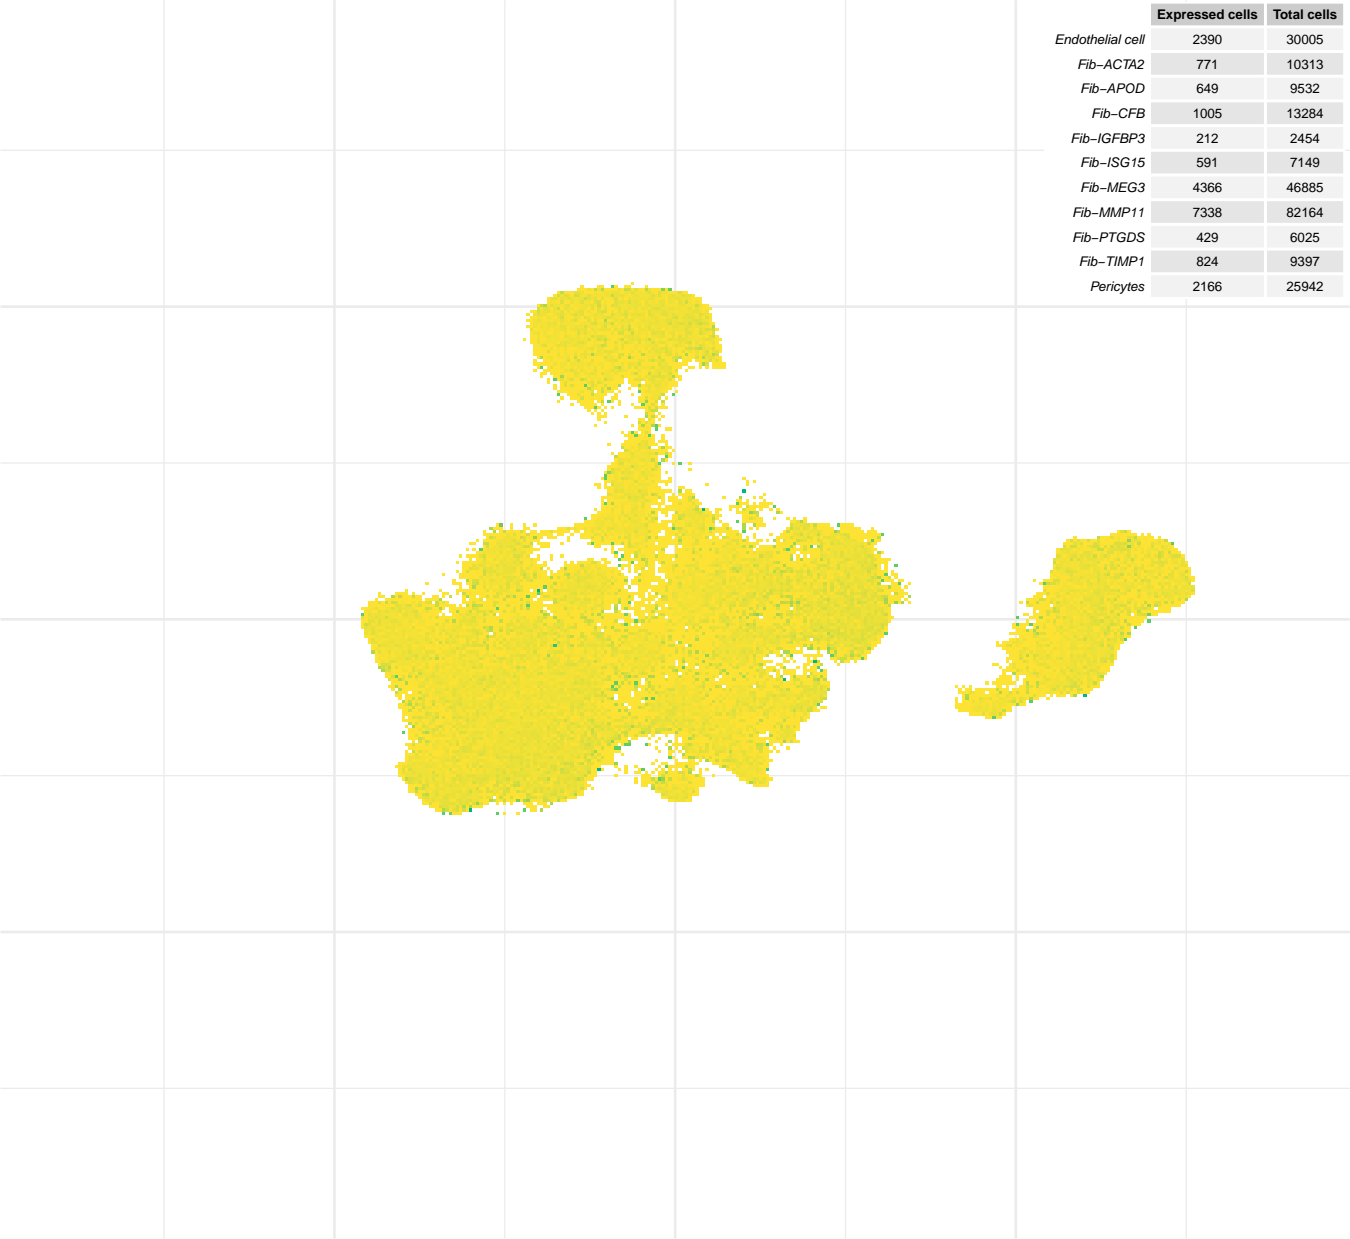 Expressed cells Total cells
Endothelial cell 2390 30005
Fib−ACTA2 771 10313
Fib−APOD 649 9532
Fib−CFB 1005 13284
Fib−IGFBP3 212 2454
Fib−ISG15 591 7149
Fib−MEG3 4366 46885
Fib−MMP11 7338 82164
Fib−PTGDS 429 6025
Fib−TIMP1 824 9397
Pericytes 2166 25942